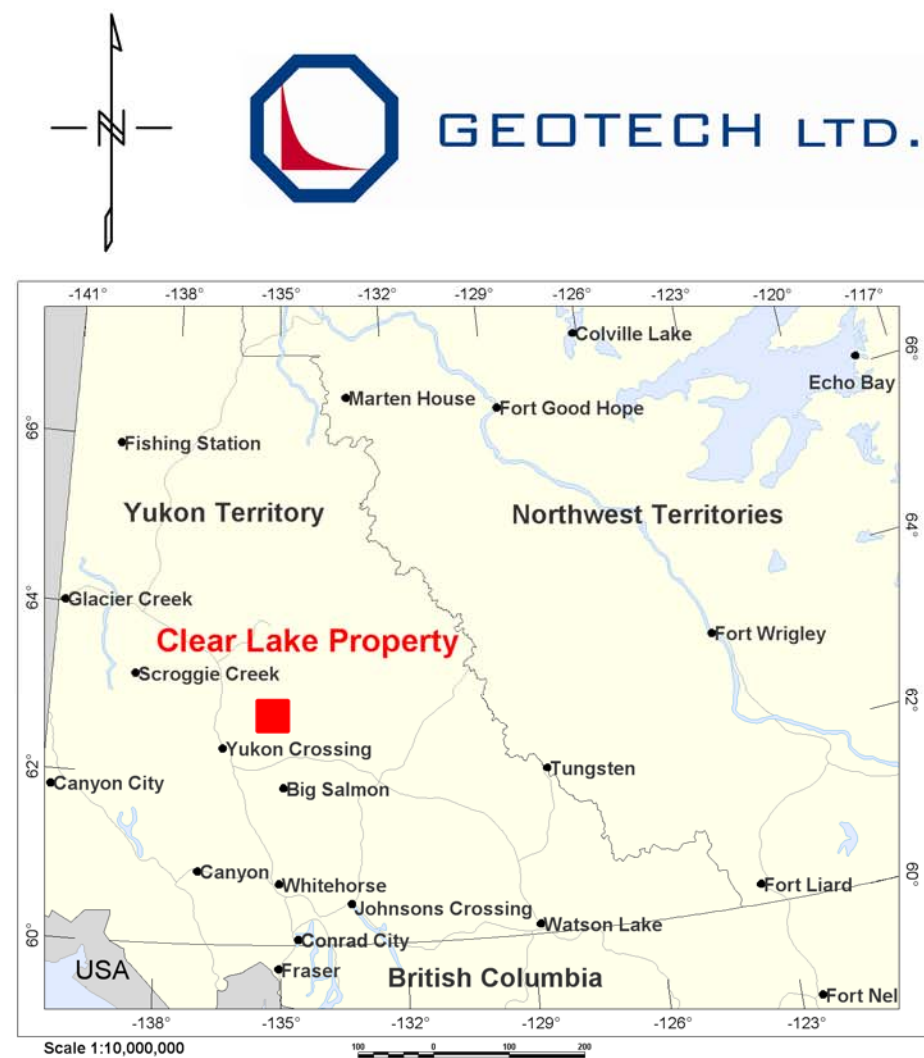 N
GEOTECH LTD.
-141° -138° -135° -132° -129° -126° -123° -120° -117°
Colville Lake
66°
Echo Bay
Marten House
Fort Good Hope
66°
Fishing Station
Yukon Territory
Northwest Territories
64°
64°
Glacier Creek
Clear Lake Property
Fort Wrigley
Scroggie Creek
62°
Yukon Crossing
62°
Tungsten
Canyon City
Big Salmon
Canyon
60°
Whitehorse
Fort Liard
Johnsons Crossing
Watson Lake
60°
Conrad City
USA
Fraser
British Columbia
Fort Nel
-138° -135° -132° -129° -126° -123°
Scale 1:10,000,000
100 0 100 200